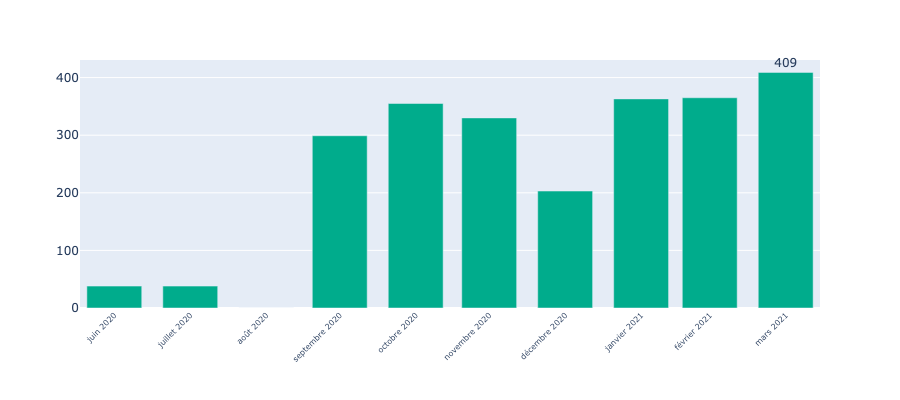 409
400
300
200
100
0
juin 2020
juillet 2020
août 2020
septembre 2020
octobre 2020
novembre 2020
décembre 2020
janvier 2021
février 2021
mars 2021